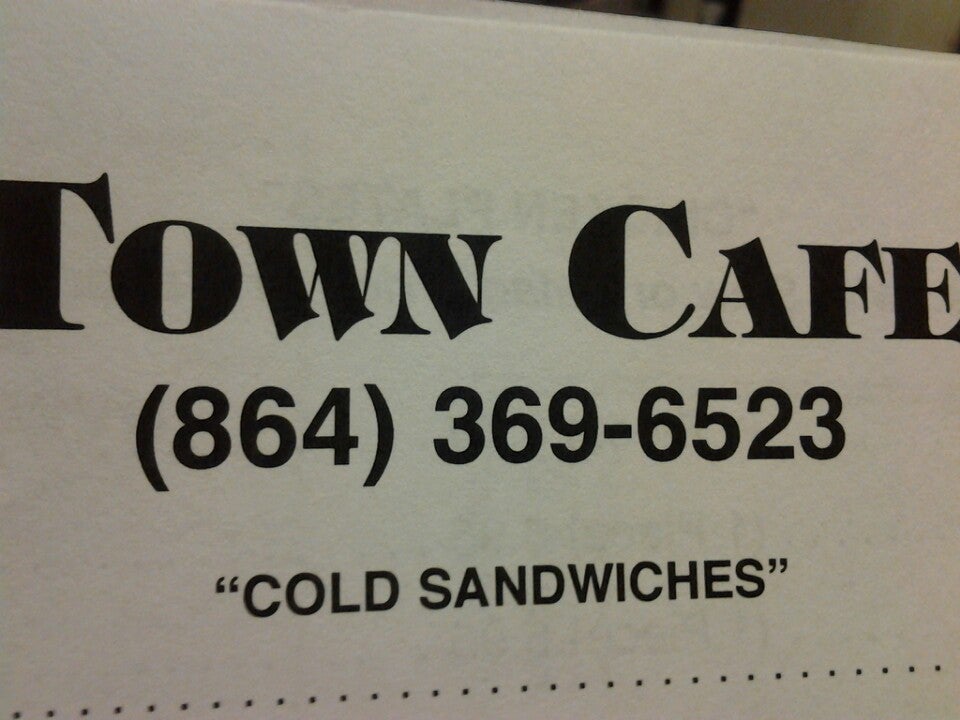 TOWN CAFE
(864) 369-6523
“COLD SANDWICHES”